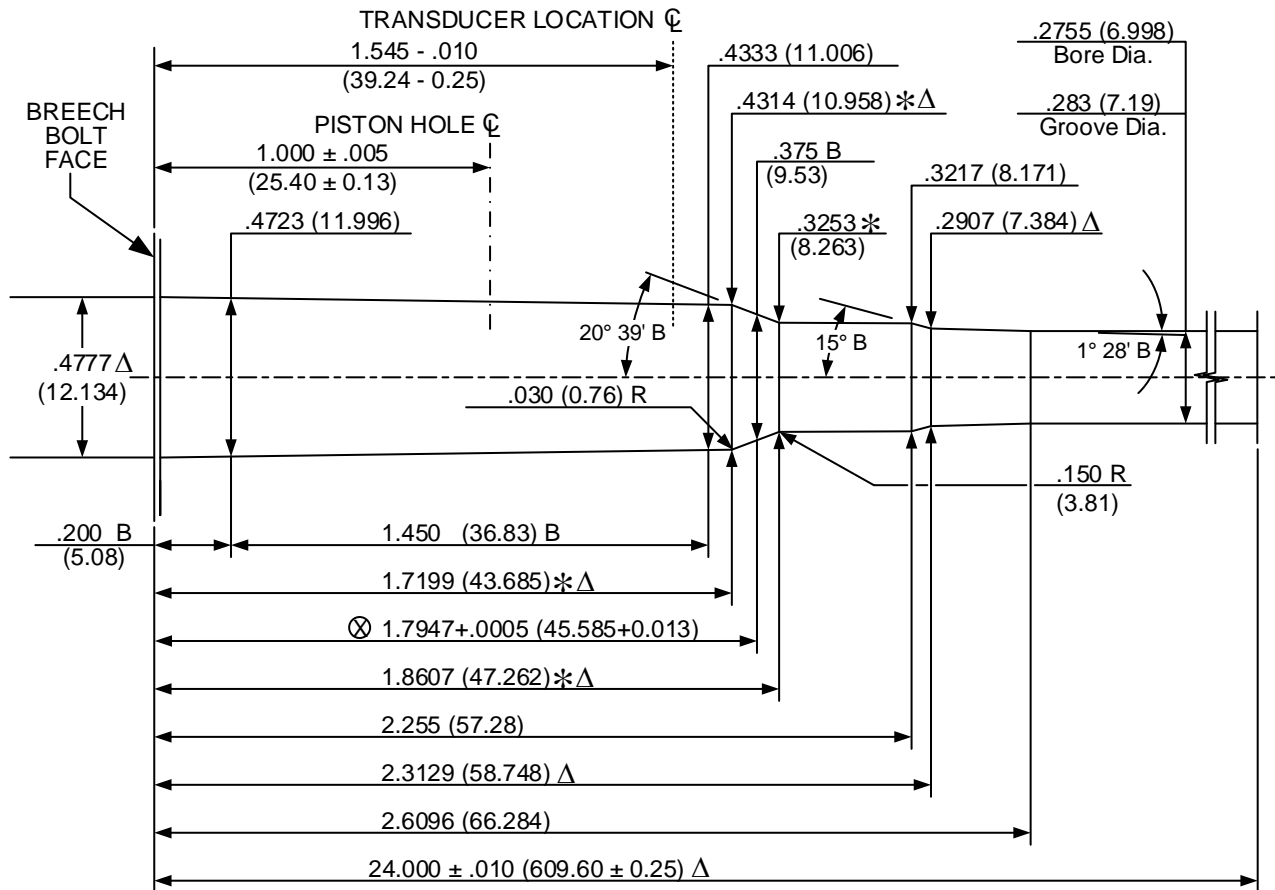 TRANSDUCER LOCATION ℄
1.545 - .010
(39.24 - 0.25)
.4333 (11.006)
.2755 (6.998)
Bore Dia.
.4314 (10.958)*Δ
.283 (7.19)
Groove Dia.
BREECH
BOLT
FACE
PISTON HOLE ℄
1.000 ± .005
(25.40 ± 0.13)
.375 B
(9.53)
.3217 (8.171)
.4723 (11.996)
.3253 *
(8.263)
.2907 (7.384) Δ
20° 39' B
15° B
1° 28' B
.4777 Δ
(12.134)
.030 (0.76) R
.150 R
(3.81)
.200 B
(5.08)
1.450 (36.83) B
1.7199 (43.685)*Δ
⊗ 1.7947+.0005 (45.585+0.013)
1.8607 (47.262)*Δ
2.255 (57.28)
2.3129 (58.748) Δ
2.6096 (66.284)
24.000 ± .010 (609.60 ± 0.25) Δ